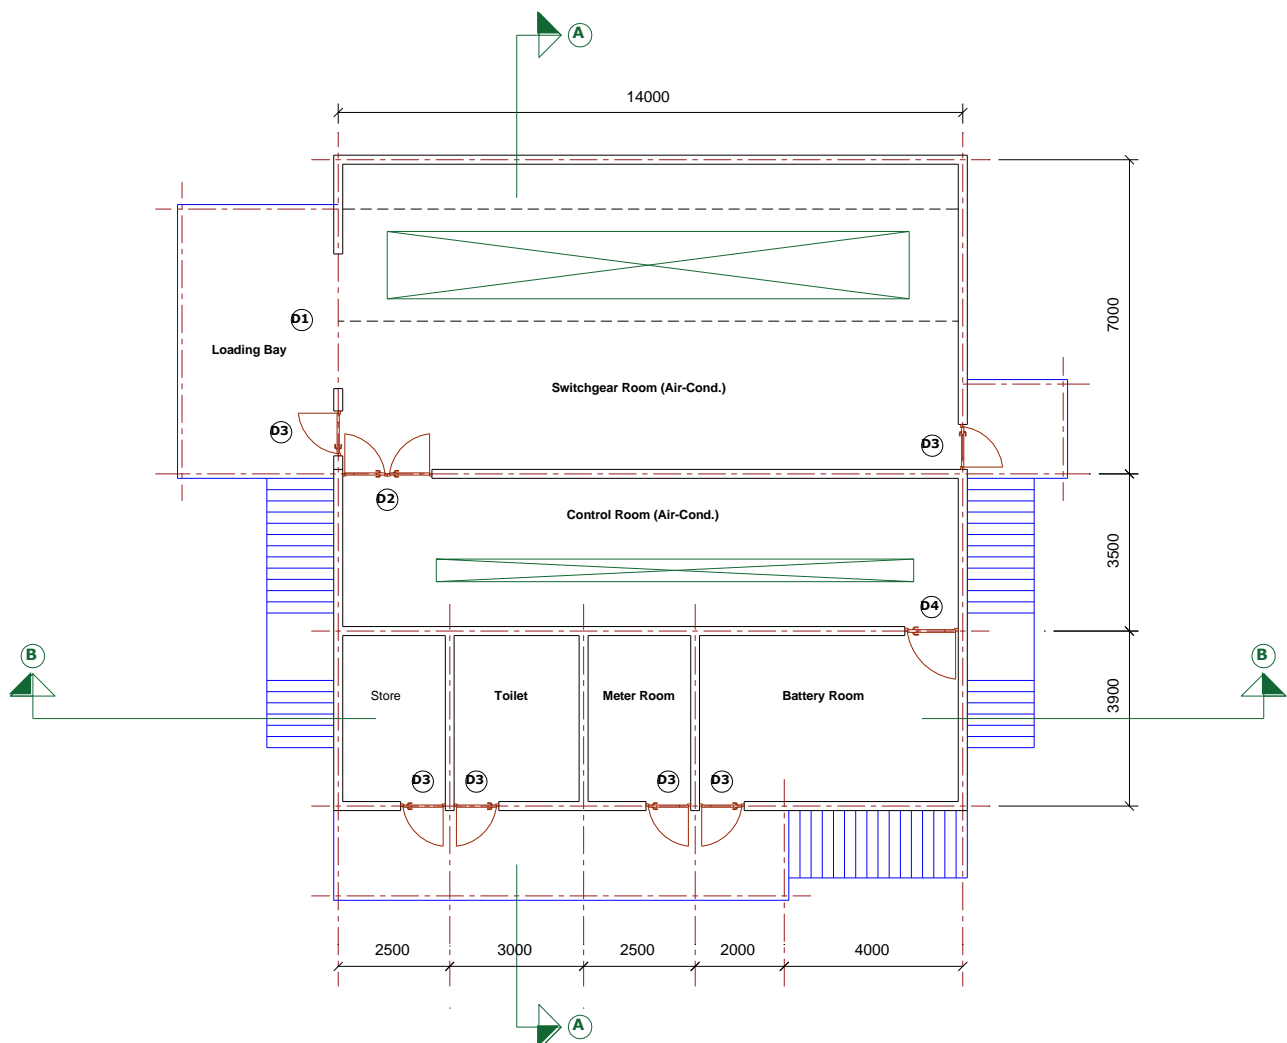 A
14000
D1
Loading Bay
7000
Switchgear Room (Air-Cond.)
D3
D3
D2
Control Room (Air-Cond.)
3500
D4
B
B
Store
Toilet
Meter Room
Battery Room
3900
D3
D3
D3
D3
2500
3000
2500
2000
4000
A